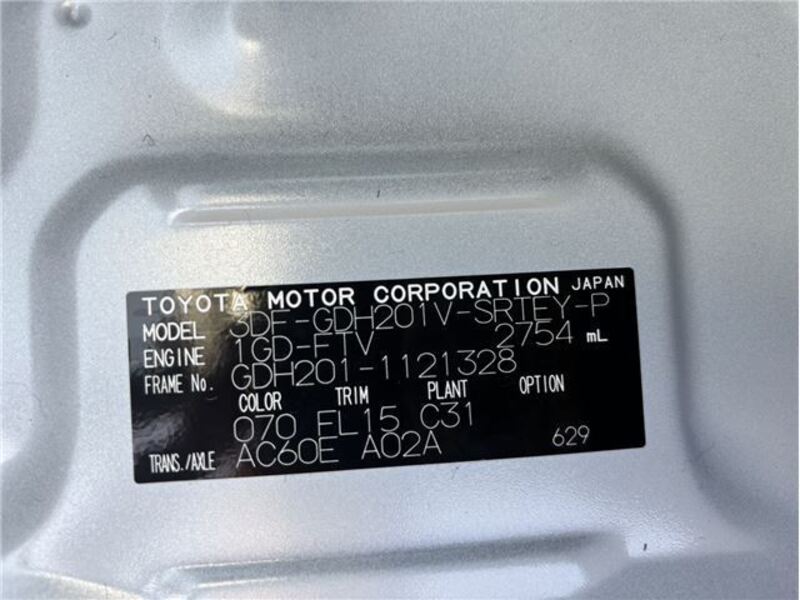 TOYOTA MOTOR CORPORATION JAPAN
MODEL 3DF-GDH201V-SRTEY-P
ENGINE 1GD-FTV 2754 mL
FRAME No. GDH201-1121328
COLOR TRIM PLANT OPTION
070 FL15 C31
TRANS./AXLE AC60E A02A 629